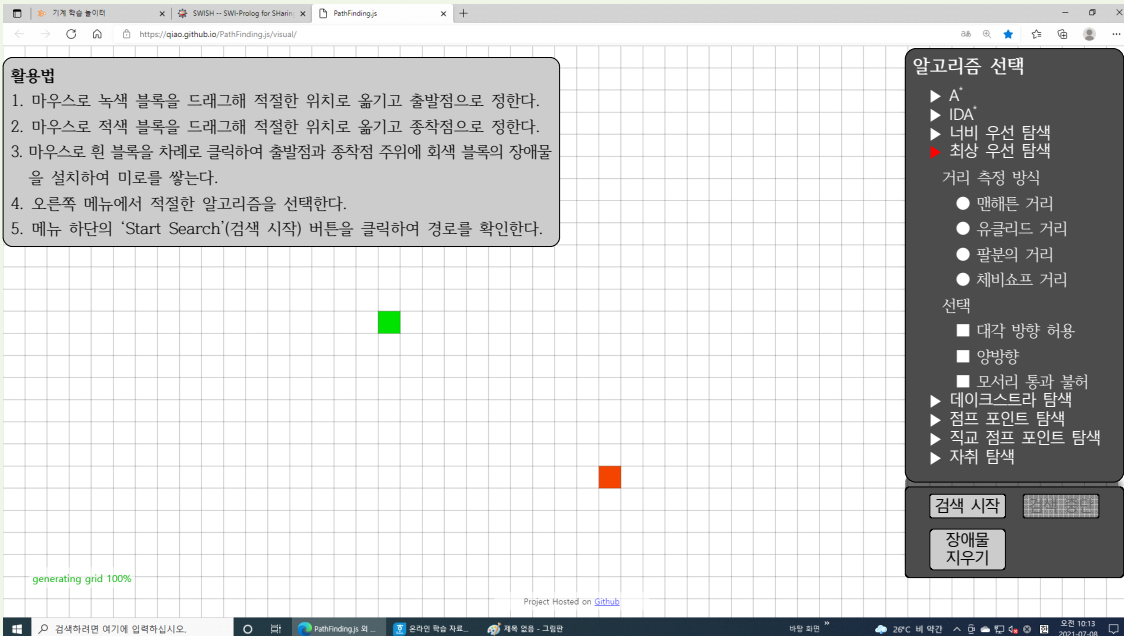 기계 학습 놀이터
SWISH -- SWI-Prolog for SHarin
PathFinding.js
https://qiao.github.io/PathFinding.js/visual/
활용법
1. 마우스로 녹색 블록을 드래그해 적절한 위치로 옮기고 출발점으로 정한다.
2. 마우스로 적색 블록을 드래그해 적절한 위치로 옮기고 종착점으로 정한다.
3. 마우스로 흰 블록을 차례로 클릭하여 출발점과 종착점 주위에 회색 블록의 장애물
을 설치하여 미로를 쌓는다.
4. 오른쪽 메뉴에서 적절한 알고리즘을 선택한다.
5. 메뉴 하단의 ‘Start Search’(검색 시작) 버튼을 클릭하여 경로를 확인한다.
알고리즘 선택
▶ A*
▶ IDA*
▶ 너비 우선 탐색
▶ 최상 우선 탐색
거리 측정 방식
맨해튼 거리
유클리드 거리
팔분의 거리
체비쇼프 거리
선택
대각 방향 허용
양방향
모서리 통과 불허
▶ 데이크스트라 탐색
▶ 점프 포인트 탐색
▶ 직교 점프 포인트 탐색
▶ 자취 탐색
검색 시작
검색 중단
장애물
지우기
generating grid 100%
Project Hosted on Github
검색하려면 여기에 입력하십시오.
PathFinding.js 외 ...
온라인 학습 자료...
제목 없음 - 그림판
바탕 화면
26°C 비 약간
오전 10:13
2021-07-08